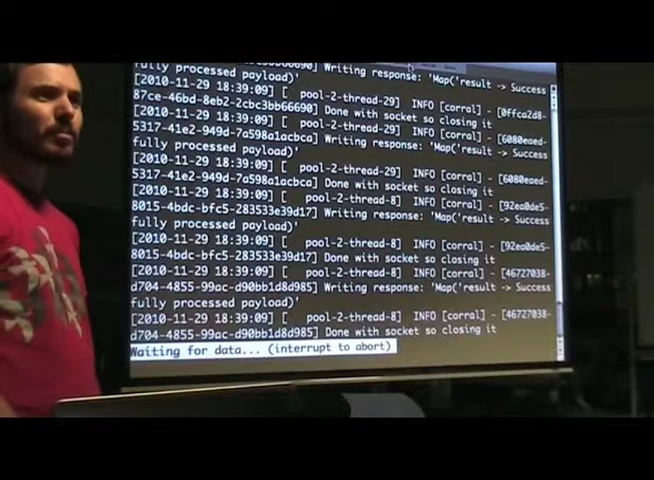 bb66690] Writing response: 'Map('result -> Success
fully processed payload)'
[2010-11-29 18:39:09] [   pool-2-thread-29]  INFO [corral] - [0ffca2d8-
87ce-46bd-8eb2-2cbc3bb66690] Done with socket so closing it
[2010-11-29 18:39:09] [   pool-2-thread-29]  INFO [corral] - [6080eaed-
5317-41e2-949d-7a598a1acbca] Writing response: 'Map('result -> Success
fully processed payload)'
[2010-11-29 18:39:09] [   pool-2-thread-29]  INFO [corral] - [6080eaed-
5317-41e2-949d-7a598a1acbca] Done with socket so closing it
[2010-11-29 18:39:09] [    pool-2-thread-8]  INFO [corral] - [92ea0de5-
8015-4bdc-bfc5-283533e39d17] Writing response: 'Map('result -> Success
fully processed payload)'
[2010-11-29 18:39:09] [    pool-2-thread-8]  INFO [corral] - [92ea0de5-
8015-4bdc-bfc5-283533e39d17] Done with socket so closing it
[2010-11-29 18:39:09] [    pool-2-thread-8]  INFO [corral] - [46727038-
d704-4855-99ac-d90bb1d8d985] Writing response: 'Map('result -> Success
fully processed payload)'
[2010-11-29 18:39:09] [    pool-2-thread-8]  INFO [corral] - [46727038-
d704-4855-99ac-d90bb1d8d985] Done with socket so closing it
Waiting for data... (interrupt to abort)